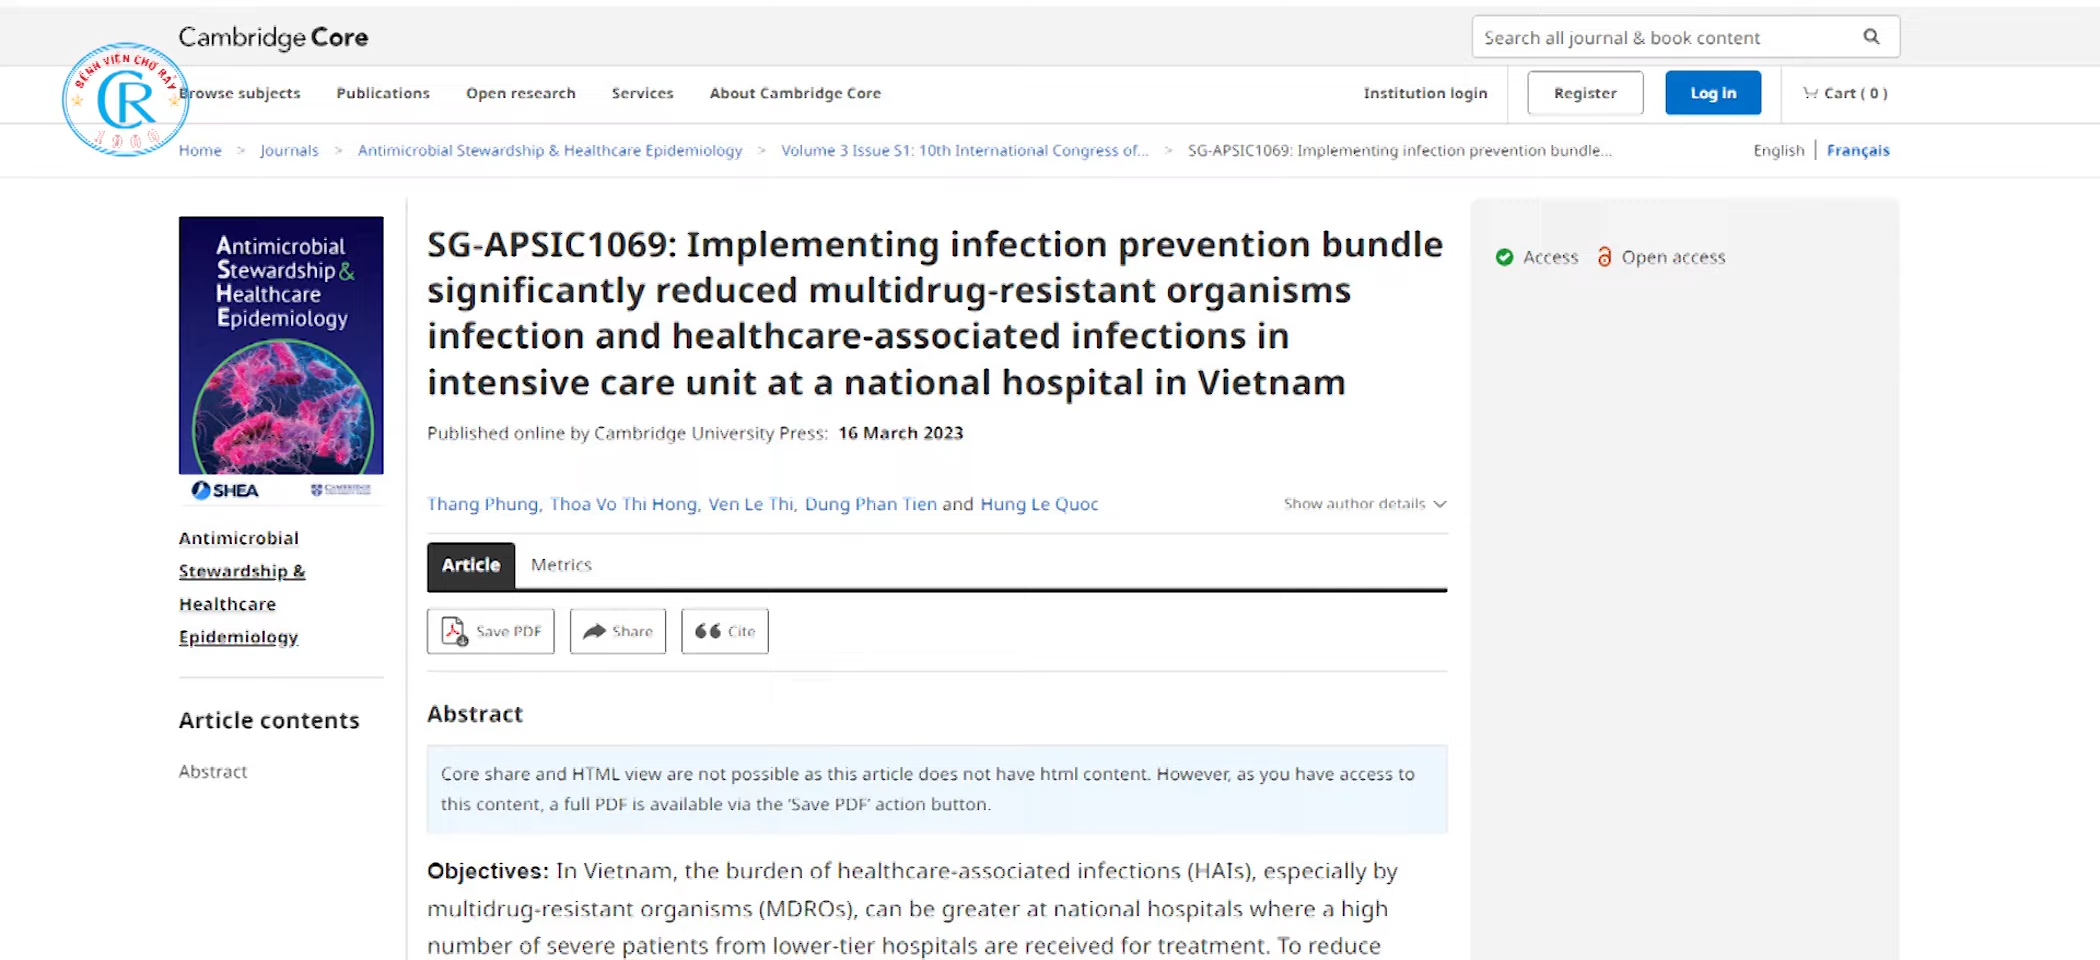 Cambridge Core
Search all journal & book content
BỆNH VIỆN CHỢ RẪY
CR
1900
Browse subjects
Publications
Open research
Services
About Cambridge Core
Institution login
Register
Log in
Cart ( 0 )
Home > Journals > Antimicrobial Stewardship & Healthcare Epidemiology > Volume 3 Issue S1: 10th International Congress of... > SG-APSIC1069: Implementing infection prevention bundle...
English | Français
Antimicrobial
Stewardship &
Healthcare
Epidemiology
SHEA
CAMBRIDGE
Antimicrobial
Stewardship &
Healthcare
Epidemiology
Article contents
Abstract
SG-APSIC1069: Implementing infection prevention bundle
significantly reduced multidrug-resistant organisms
infection and healthcare-associated infections in
intensive care unit at a national hospital in Vietnam
Published online by Cambridge University Press: 16 March 2023
Thang Phung, Thoa Vo Thi Hong, Ven Le Thi, Dung Phan Tien and Hung Le Quoc
Show author details
Article
Metrics
Save PDF
Share
Cite
Abstract
Core share and HTML view are not possible as this article does not have html content. However, as you have access to
this content, a full PDF is available via the 'Save PDF' action button.
Objectives: In Vietnam, the burden of healthcare-associated infections (HAIs), especially by
multidrug-resistant organisms (MDROs), can be greater at national hospitals where a high
number of severe patients from lower-tier hospitals are received for treatment. To reduce
Access
Open access